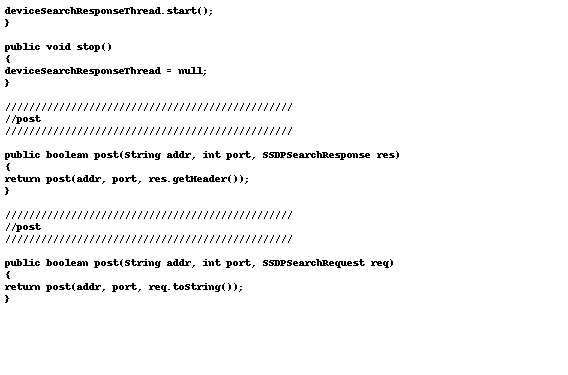 deviceSearchResponseThread.start();
}
public void stop()
{
deviceSearchResponseThread = null;
}
////////////////////////////////////////////////
//post
////////////////////////////////////////////////
public boolean post(String addr, int port, SSDPSearchResponse res)
{
return post(addr, port, res.getHeader());
}
////////////////////////////////////////////////
//post
////////////////////////////////////////////////
public boolean post(String addr, int port, SSDPSearchRequest req)
{
return post(addr, port, req.toString());
}